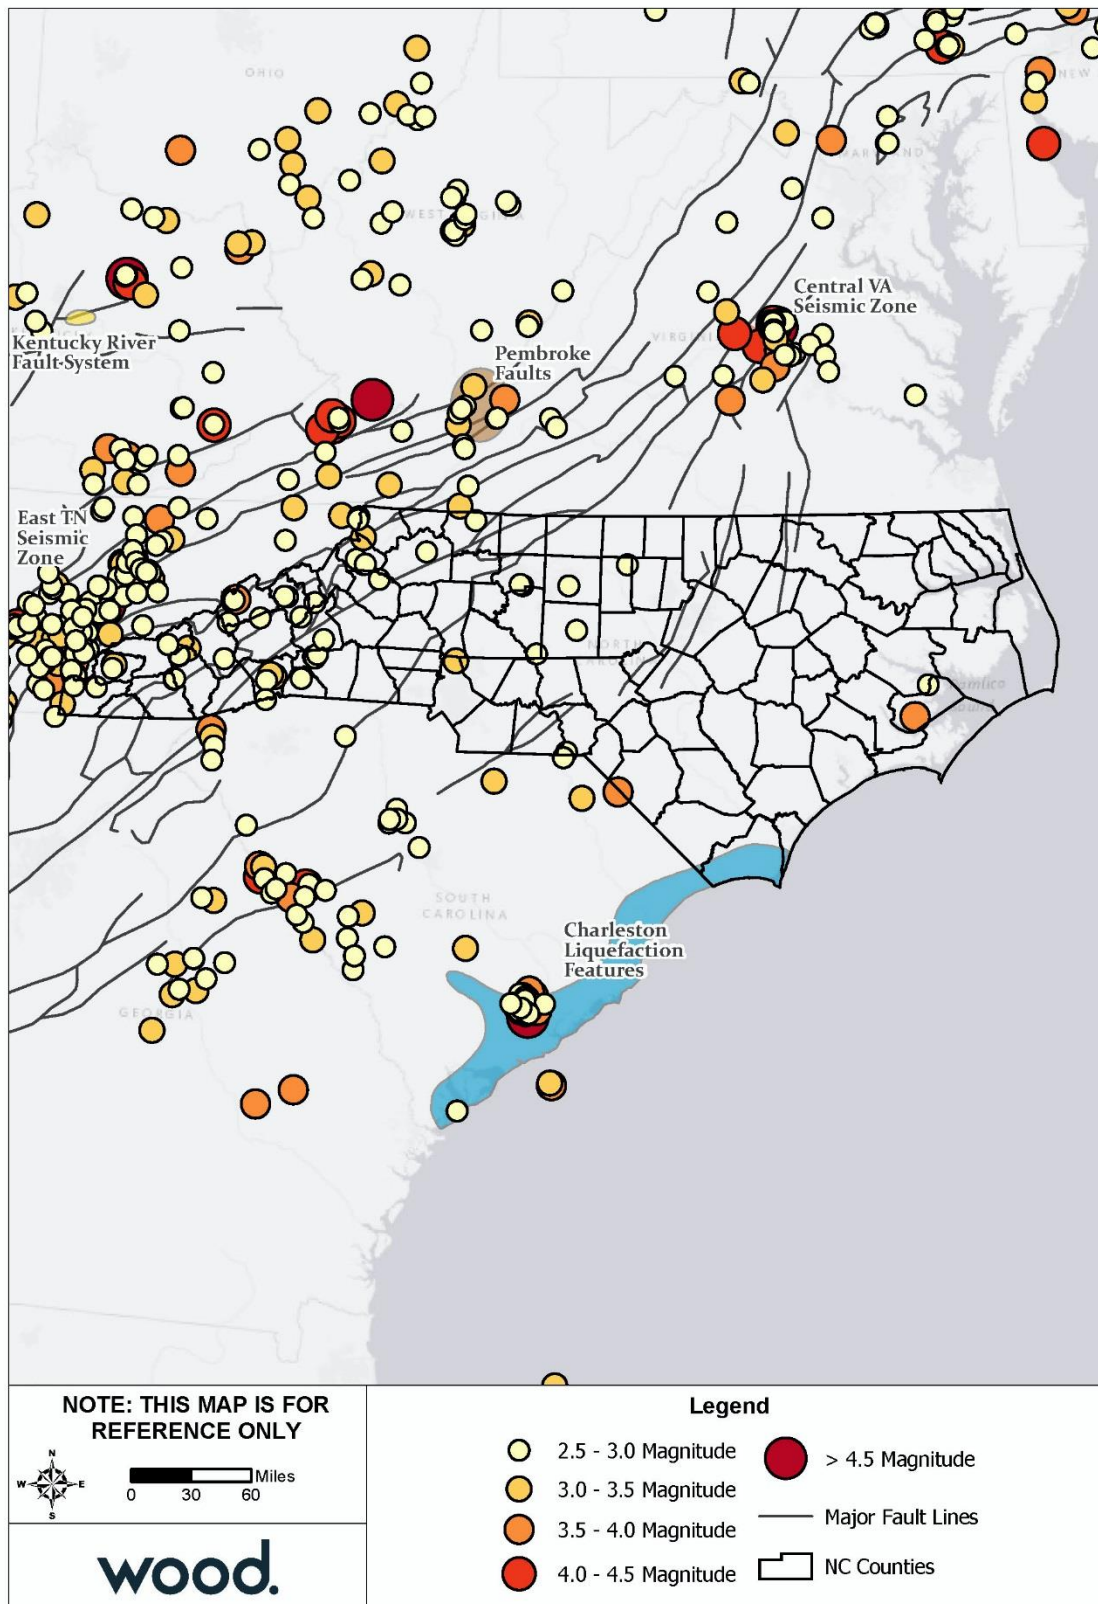 OHIO
NEW
MARYLAND
WEST VIRGINIA
Central VA
Seismic Zone
Kentucky River
Fault System
VIRGINIA
Pembroke
Faults
East TN
Seismic
Zone
NORTH
CAROLINA
Pamlico
Sound
SOUTH
CAROLINA
Charleston
Liquefaction
Features
GEORGIA
NOTE: THIS MAP IS FOR
REFERENCE ONLY
N
W E
S
Miles
0 30 60
wood.
Legend
2.5 - 3.0 Magnitude
3.0 - 3.5 Magnitude
3.5 - 4.0 Magnitude
4.0 - 4.5 Magnitude
> 4.5 Magnitude
Major Fault Lines
NC Counties